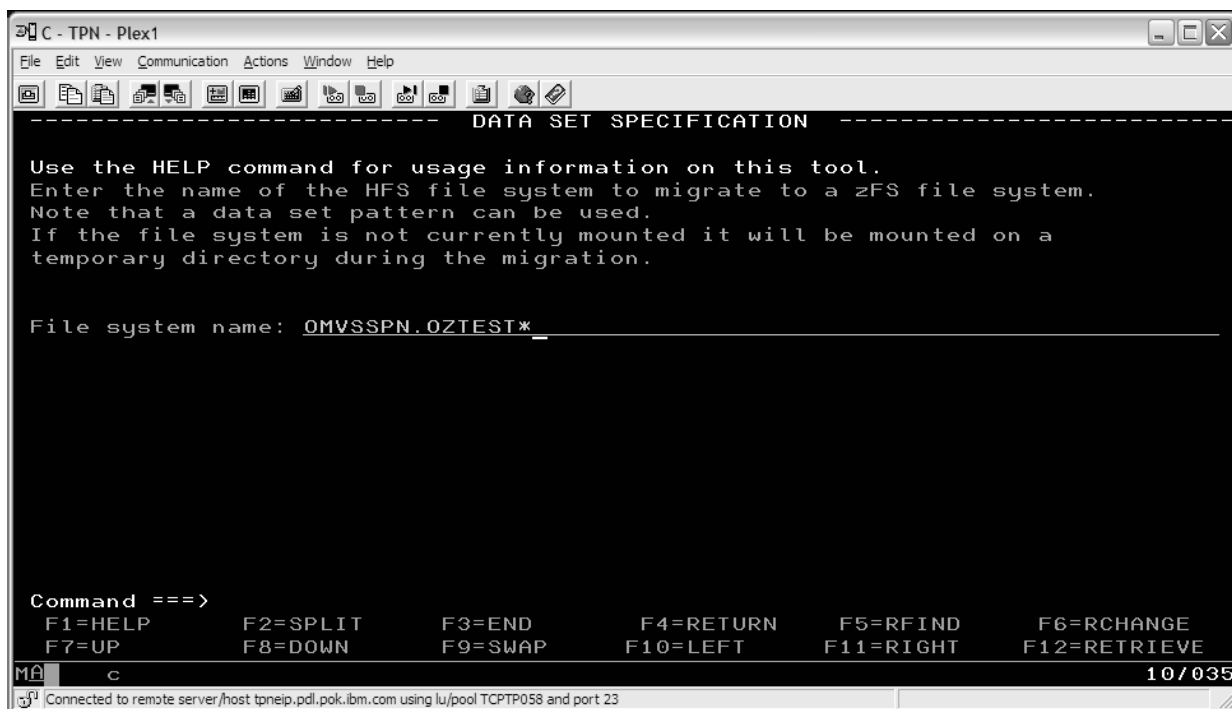 C - TPN - Plex1
File Edit View Communication Actions Window Help
--------------------------- DATA SET SPECIFICATION --------------------------
Use the HELP command for usage information on this tool.
Enter the name of the HFS file system to migrate to a zFS file system.
Note that a data set pattern can be used.
If the file system is not currently mounted it will be mounted on a
temporary directory during the migration.
File system name: OMVSSPN.OZTEST*_
Command ===>
F1=HELP F2=SPLIT F3=END F4=RETURN F5=RFIND F6=RCHANGE
F7=UP F8=DOWN F9=SWAP F10=LEFT F11=RIGHT F12=RETRIEVE
MA c 10/035
Connected to remote server/host tpneip.pdl.pok.ibm.com using lu/pool TCPTP058 and port 23